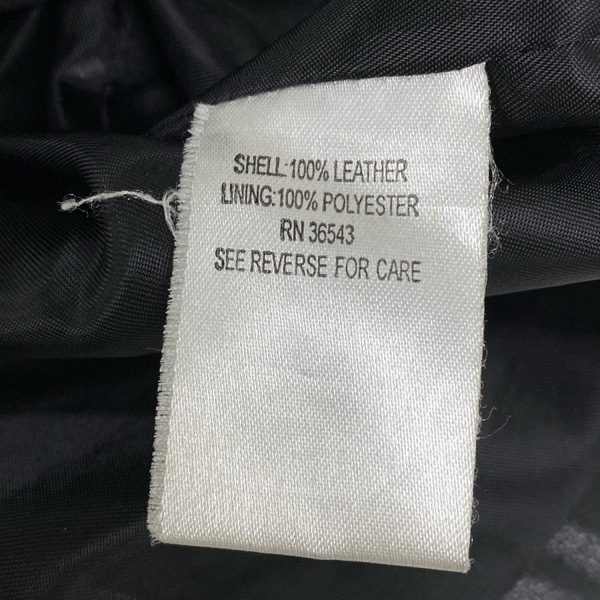 SHELL:100% LEATHER
LINING:100% POLYESTER
RN 36543
SEE REVERSE FOR CARE